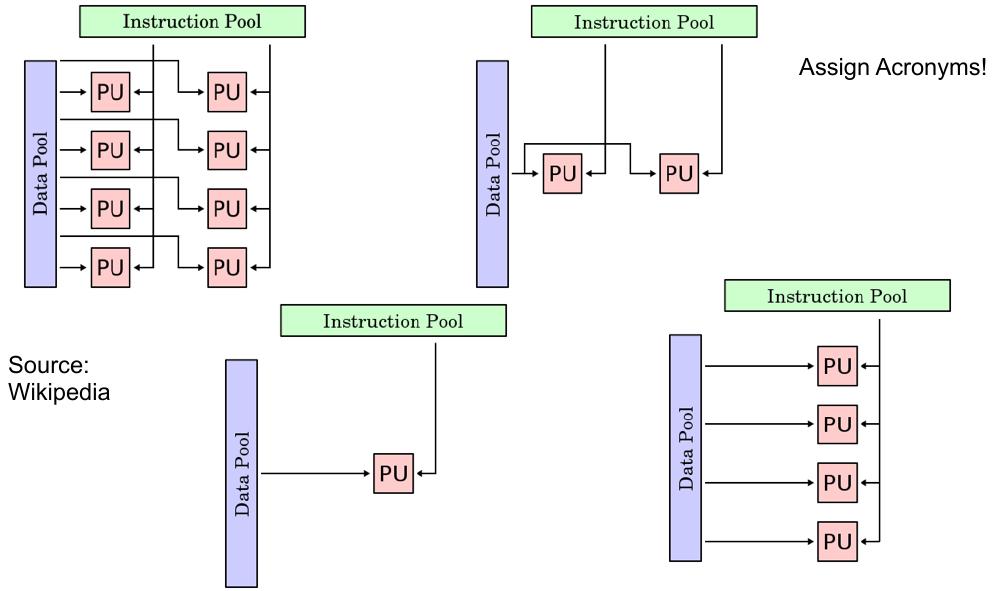 Instruction Pool
Data Pool
PU PU
PU PU
PU PU
PU PU
Instruction Pool
Data Pool
PU PU
Assign Acronyms!
Source:
Wikipedia
Instruction Pool
Data Pool
PU
Instruction Pool
Data Pool
PU
PU
PU
PU